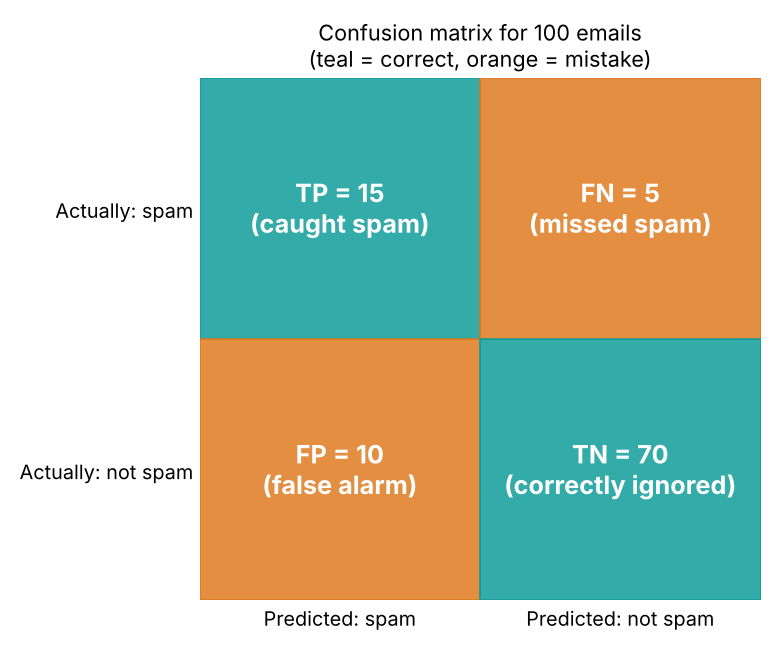 Confusion matrix for 100 emails
(teal = correct, orange = mistake)
Actually: spam
TP = 15
(caught spam)
FN = 5
(missed spam)
Actually: not spam
FP = 10
(false alarm)
TN = 70
(correctly ignored)
Predicted: spam
Predicted: not spam